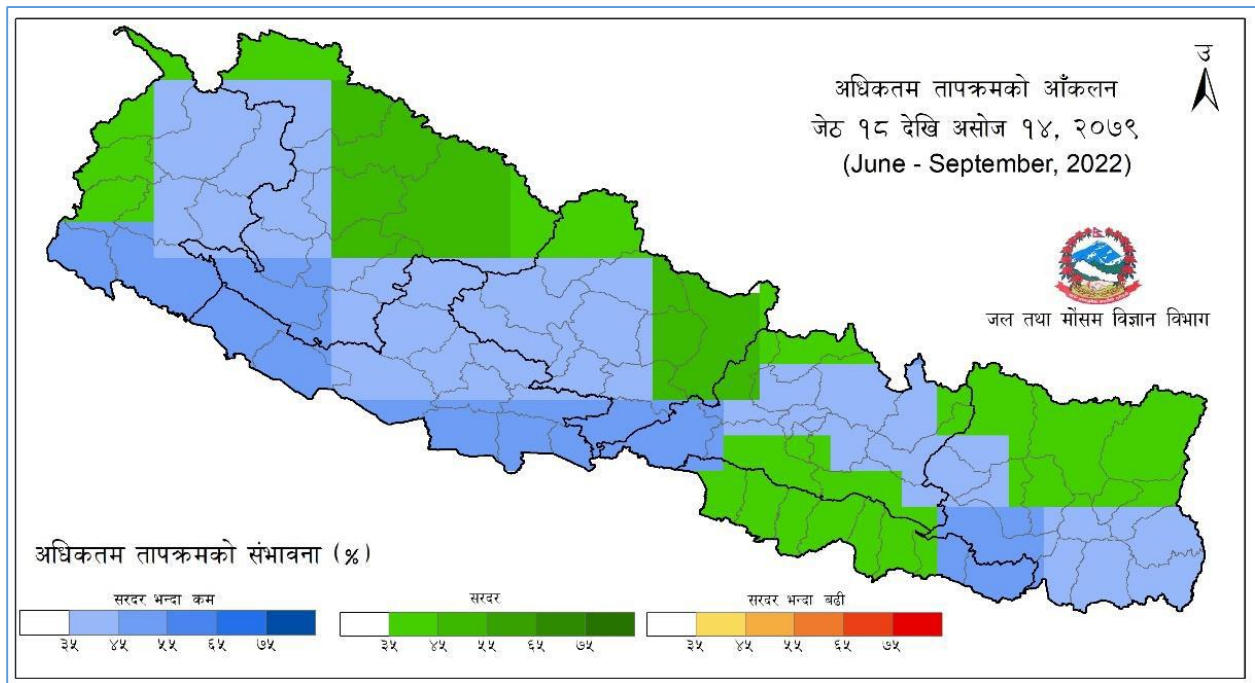 उ
अधिकतम तापक्रमको आँकलन
जेठ १८ देखि असोज १४, २०७९
(June - September, 2022)
जल तथा मौसम विज्ञान विभाग
अधिकतम तापक्रमको संभावना (%)
सरदर भन्दा कम
३५ ४५ ५५ ६५ ७५
सरदर
३५ ४५ ५५ ६५ ७५
सरदर भन्दा बढी
३५ ४५ ५५ ६५ ७५